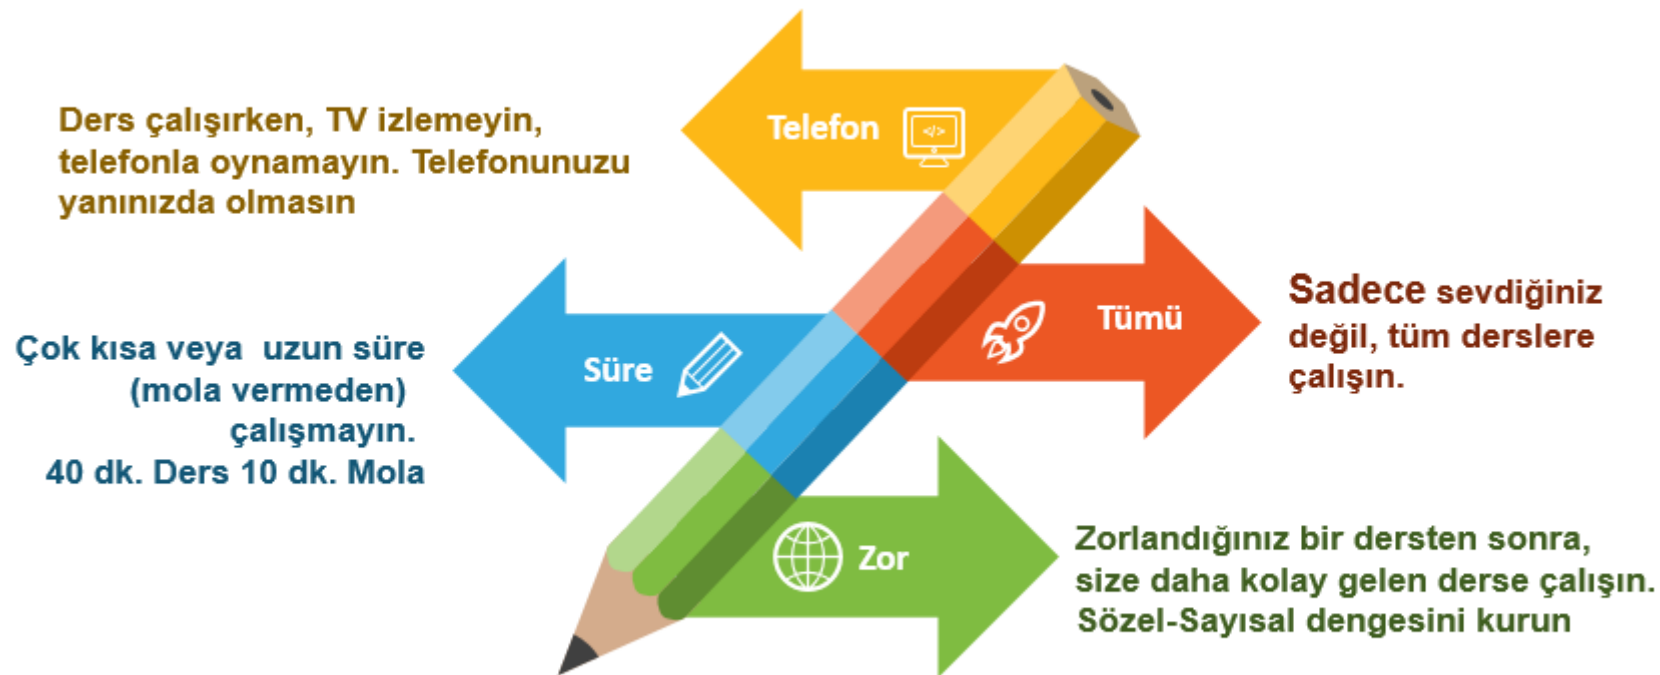 Telefon
Ders çalışırken, TV izlemeyin,
telefonla oynamayın. Telefonunuzu
yanınızda olmasın
Tümü
Sadece sevdiğiniz
değil, tüm derslere
çalışın.
Süre
Çok kısa veya  uzun süre
(mola vermeden)
çalışmayın.
40 dk. Ders 10 dk. Mola
Zor
Zorlandığınız bir dersten sonra,
size daha kolay gelen derse çalışın.
Sözel-Sayısal dengesini kurun